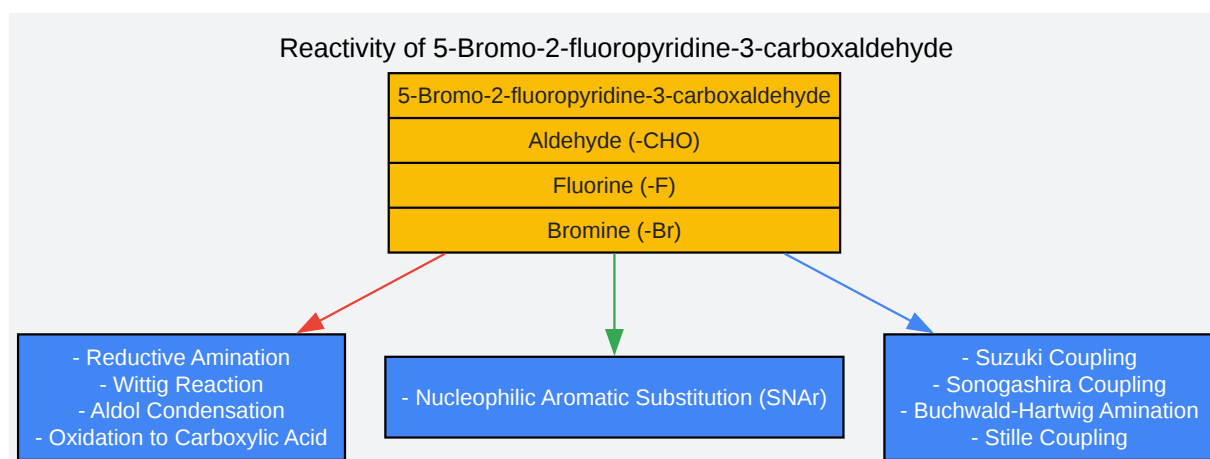 Reactivity of 5-Bromo-2-fluoropyridine-3-carboxaldehyde
5-Bromo-2-fluoropyridine-3-carboxaldehyde
Aldehyde (-CHO)
Fluorine (-F)
Bromine (-Br)
- Reductive Amination
- Wittig Reaction
- Aldol Condensation
- Oxidation to Carboxylic Acid
- Nucleophilic Aromatic Substitution (SNAr)
- Suzuki Coupling
- Sonogashira Coupling
- Buchwald-Hartwig Amination
- Stille Coupling